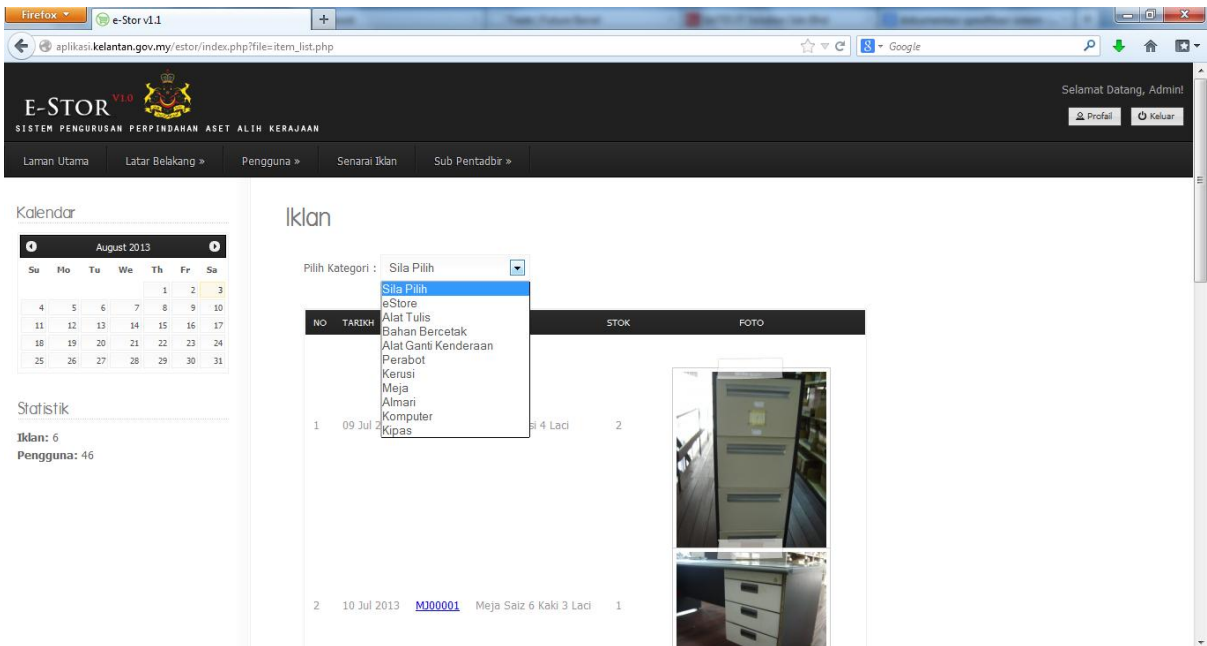 Firefox
e-Stor v1.1
aplikasi.kelantan.gov.my/estor/index.php?file=item_list.php
Google
E-STOR V1.0
SISTEM PENGURUSAN PERPINDAHAN ASET ALIH KERAJAAN
Selamat Datang, Admin!
Profail Keluar
Laman Utama Latar Belakang » Pengguna » Senarai Iklan Sub Pentadbir »
Kalendar
August 2013
Su Mo Tu We Th Fr Sa
1 2 3
4 5 6 7 8 9 10
11 12 13 14 15 16 17
18 19 20 21 22 23 24
25 26 27 28 29 30 31
Statistik
Iklan: 6
Pengguna: 46
Iklan
Pilih Kategori : Sila Pilih
Sila Pilih
eStore
Alat Tulis
Bahan Bercetak
Alat Ganti Kenderaan
Perabot
Kerusi
Meja
Almari
Komputer
Kipas
NO TARIKH STOK FOTO
1 09 Jul 2 si 4 Laci 2
2 10 Jul 2013 MJ00001 Meja Saiz 6 Kaki 3 Laci 1